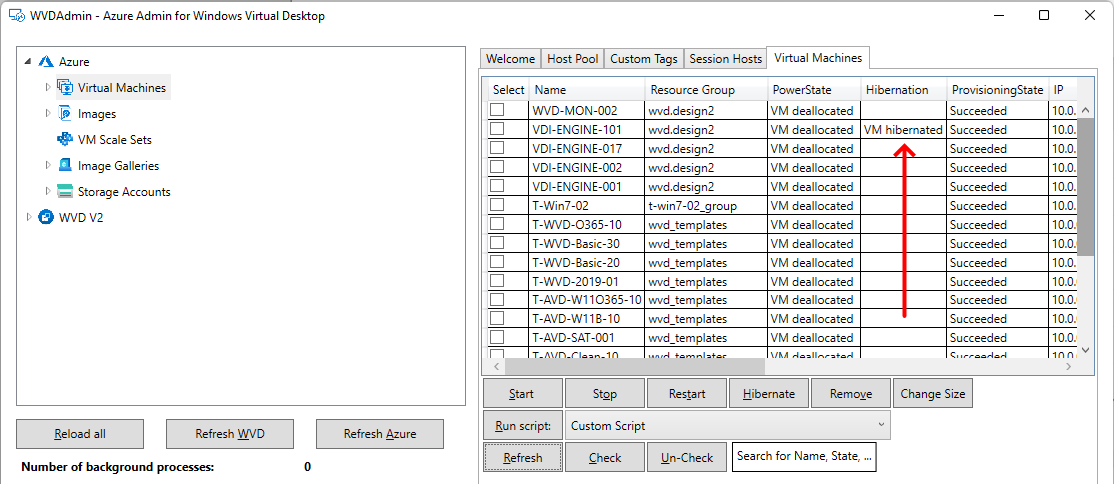 WVDAdmin - Azure Admin for Windows Virtual Desktop
Azure
Virtual Machines
Images
VM Scale Sets
Image Galleries
Storage Accounts
WVD V2
Reload all
Refresh WVD
Refresh Azure
Number of background processes: 0
Welcome Host Pool Custom Tags Session Hosts Virtual Machines
Select Name Resource Group PowerState Hibernation ProvisioningState IP
WVD-MON-002 wvd.design2 VM deallocated Succeeded 10.0.
VDI-ENGINE-101 wvd.design2 VM deallocated VM hibernated Succeeded 10.0.
VDI-ENGINE-017 wvd.design2 VM deallocated Succeeded 10.0.
VDI-ENGINE-002 wvd.design2 VM deallocated Succeeded 10.0.
VDI-ENGINE-001 wvd.design2 VM deallocated Succeeded 10.0.
T-Win7-02 t-win7-02_group VM deallocated Succeeded 10.0.
T-WVD-O365-10 wvd_templates VM deallocated Succeeded 10.0.
T-WVD-Basic-30 wvd_templates VM deallocated Succeeded 10.0.
T-WVD-Basic-20 wvd_templates VM deallocated Succeeded 10.0.
T-WVD-2019-01 wvd_templates VM deallocated Succeeded 10.0.
T-AVD-W11O365-10 wvd_templates VM deallocated Succeeded 10.0.
T-AVD-W11B-10 wvd_templates VM deallocated Succeeded 10.0.
T-AVD-SAT-001 wvd_templates VM deallocated Succeeded 10.0.
T-AVD-Clean-10 wvd_templates VM deallocated Succeeded 10.0.
Start Stop Restart Hibernate Remove Change Size
Run script: Custom Script
Refresh Check Un-Check Search for Name, State, ...